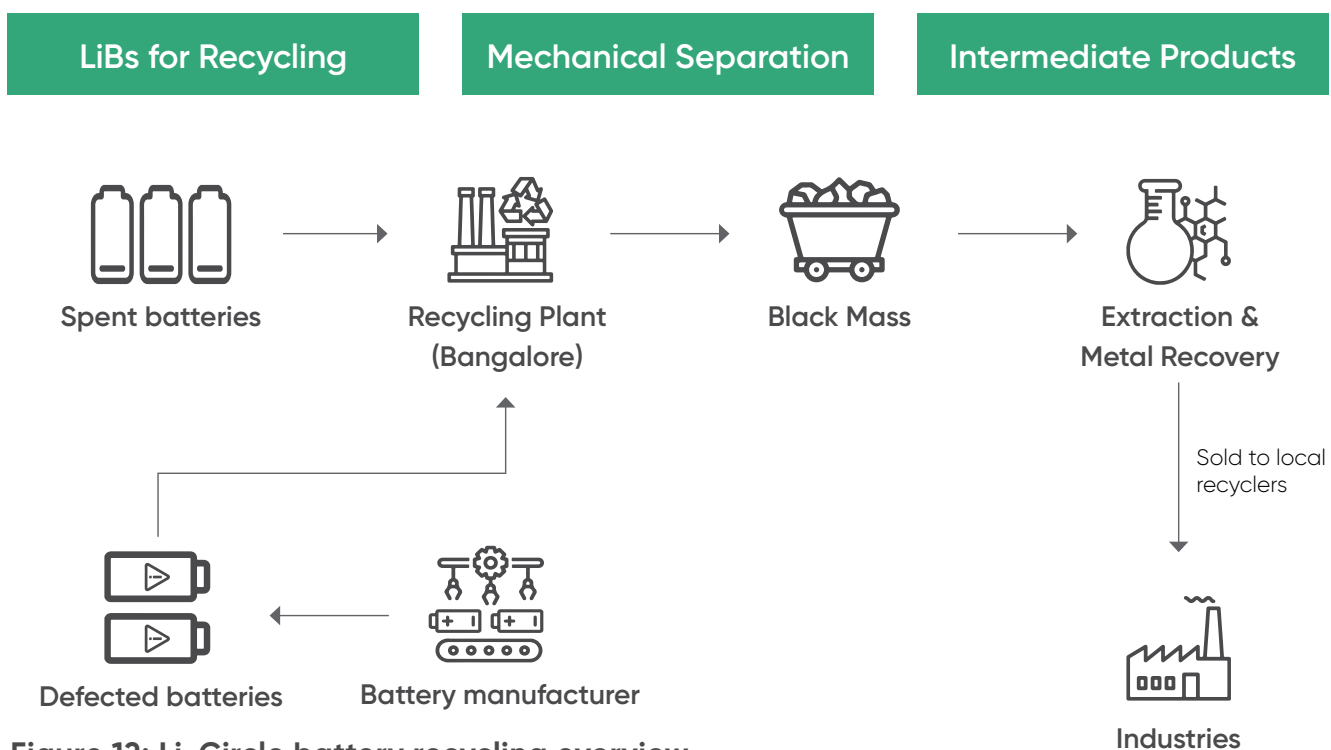 LiBs for Recycling
Mechanical Separation
Intermediate Products
Spent batteries
Recycling Plant
(Bangalore)
Black Mass
Extraction &
Metal Recovery
Sold to local
recyclers
Defected batteries
Battery manufacturer
Industries